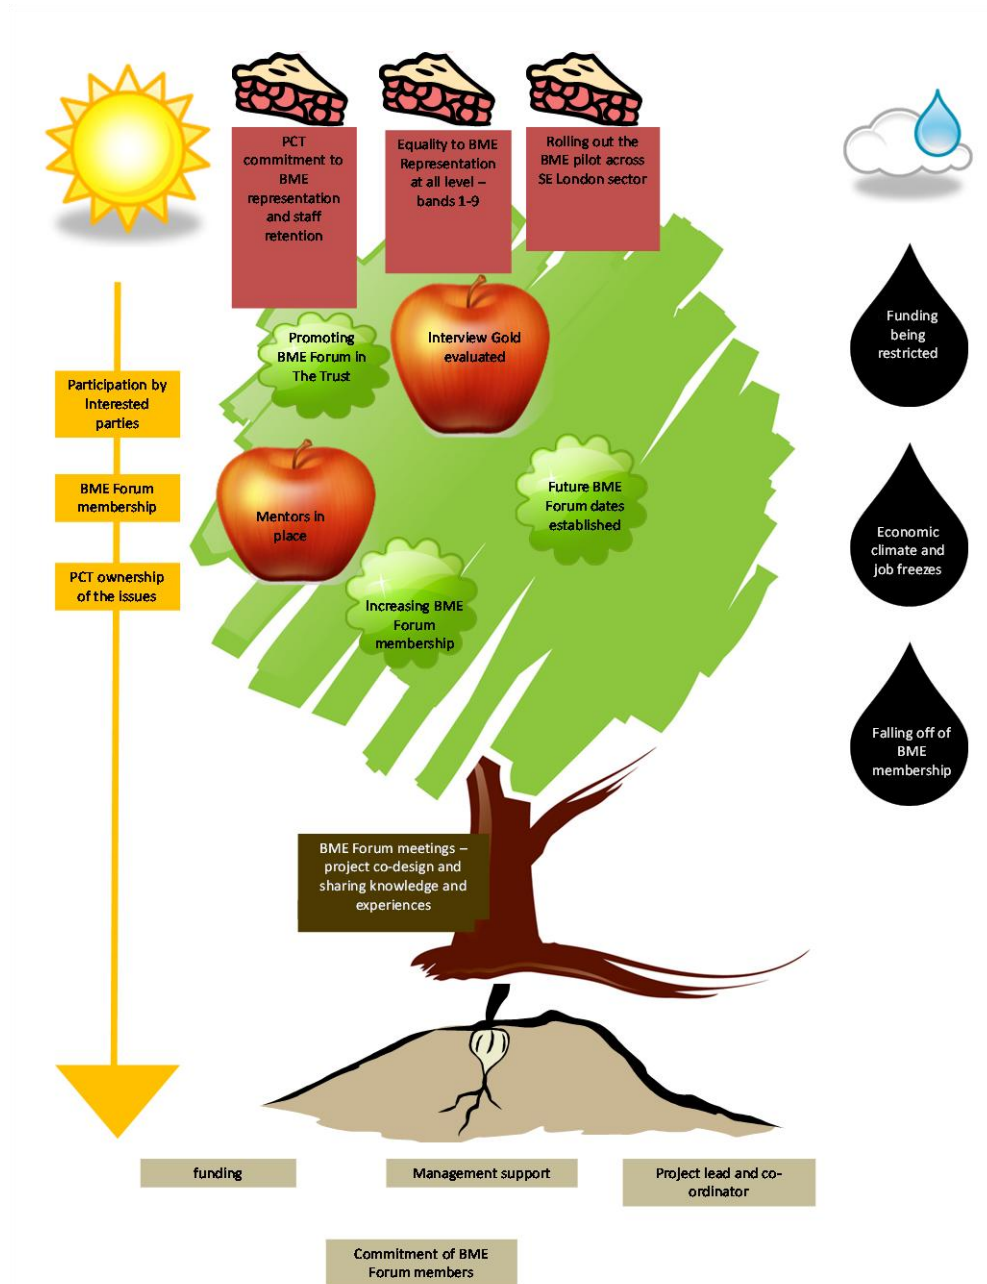 PCT
commitment to
BME
representation
and staff
retention
Equality to BME
Representation
at all level –
bands 1-9
Rolling out the
BME pilot across
SE London sector
Promoting
BME Forum in
The Trust
Interview Gold
evaluated
Funding
being
restricted
Participation by
Interested
parties
BME Forum
membership
PCT ownership
of the issues
Mentors in
place
Future BME
Forum dates
established
Increasing BME
Forum
membership
Economic
climate and
job freezes
Falling off of
BME
membership
BME Forum meetings –
project co-design and
sharing knowledge and
experiences
funding
Management support
Project lead and co-
ordinator
Commitment of BME
Forum members